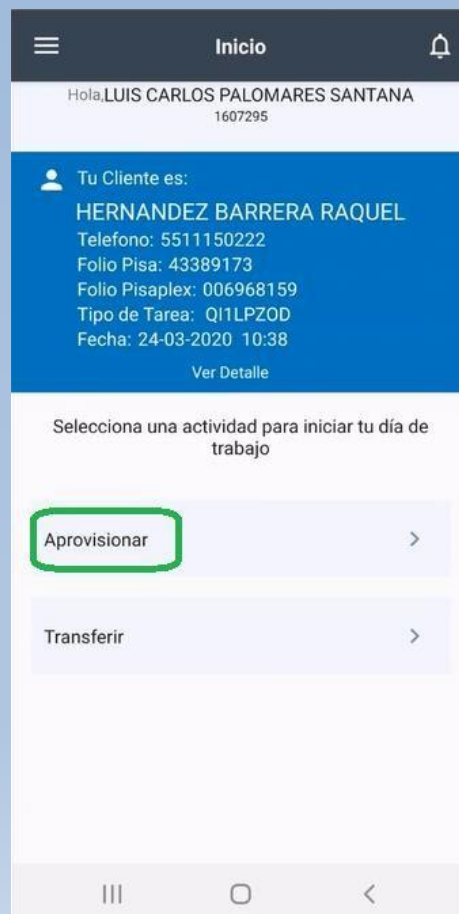 Inicio
Hola,LUIS CARLOS PALOMARES SANTANA
1607295
Tu Cliente es:
HERNANDEZ BARRERA RAQUEL
Telefono: 5511150222
Folio Pisa: 43389173
Folio Pisaplex: 006968159
Tipo de Tarea: QI1LPZOD
Fecha: 24-03-2020 10:38
Ver Detalle
Selecciona una actividad para iniciar tu día de
trabajo
Aprovisionar
Transferir